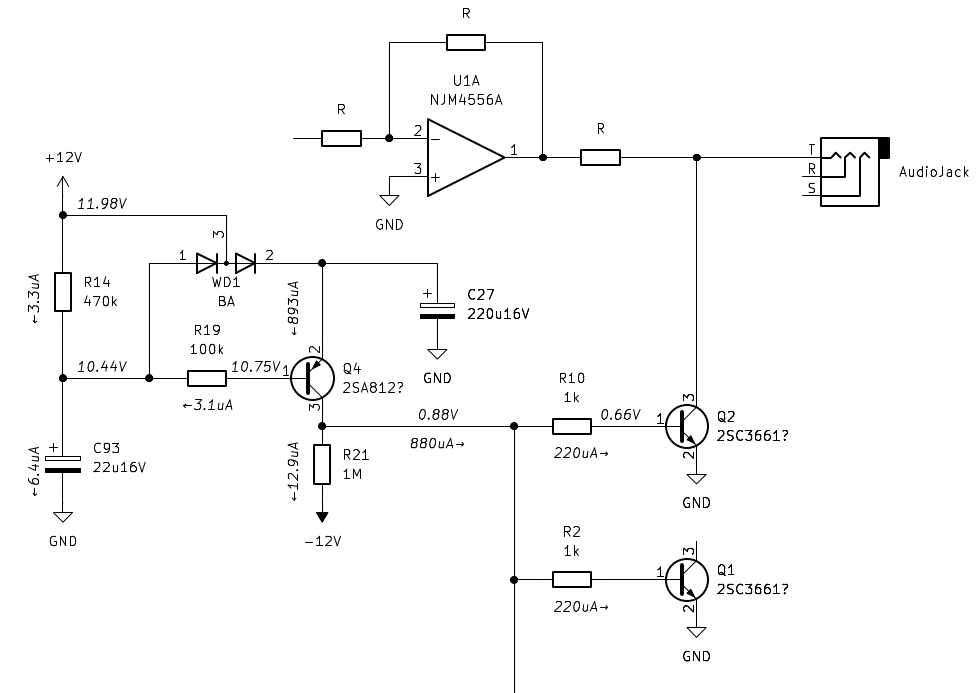 R
U1A
NJM4556A
R
2
1
R
3
T
R
S
AudioJack
GND
+12V
11.98V
3
1
2
WD1
BA
R14
470k
←3.3uA
←893uA
C27
220u16V
GND
R19
100k
10.44V
10.75V
1
2
3
Q4
2SA812?
←3.1uA
R10
1k
0.88V
880uA→
0.66V
220uA→
1
3
2
Q2
2SC3661?
GND
C93
22u16V
←6.4uA
GND
←12.9uA
R21
1M
-12V
R2
1k
220uA→
1
3
2
Q1
2SC3661?
GND